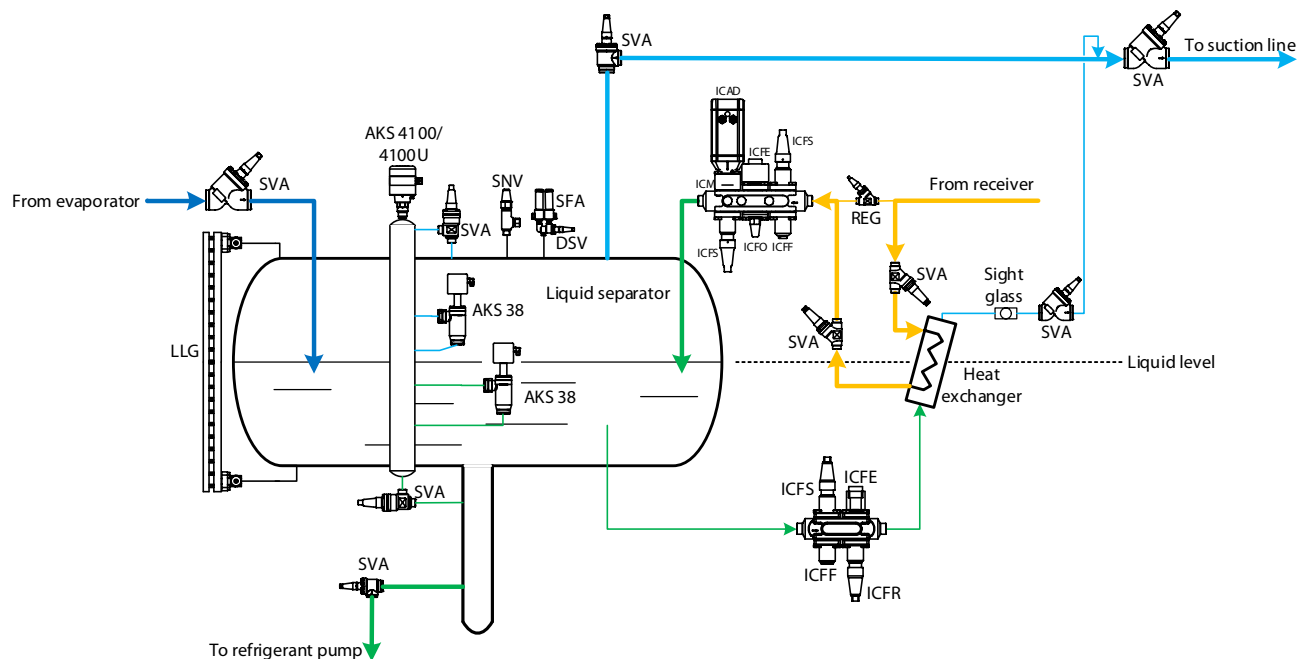 SVA
To suction line
SVA
ICAD
AKS 4100/
4100U
ICFE
ICFS
SNV
SFA
SVA
ICM
From receiver
From evaporator
SVA
REG
DSV
ICFS
ICFO
ICFF
SVA
Sight
glass
Liquid separator
AKS 38
SVA
SVA
LLG
Liquid level
Heat
exchanger
AKS 38
ICFS
ICFE
SVA
SVA
ICFF
ICFR
To refrigerant pump